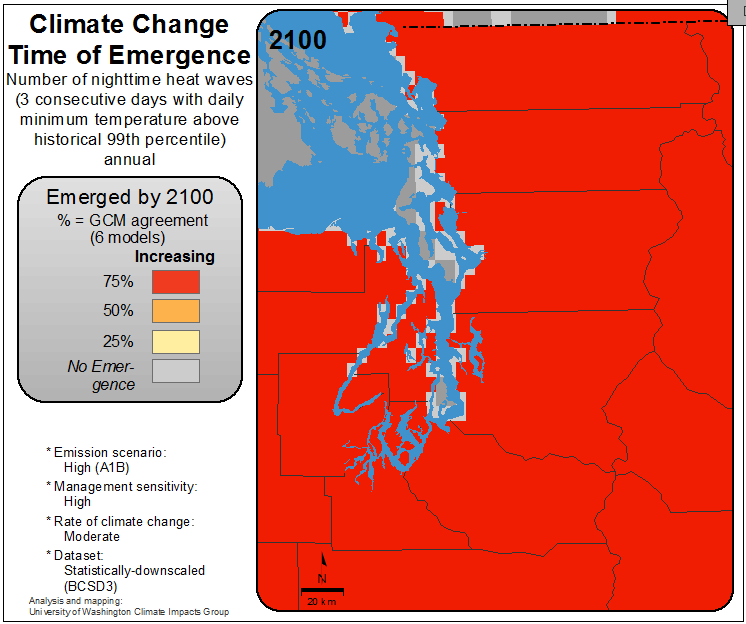 Climate Change
Time of Emergence
Number of nighttime heat waves
(3 consecutive days with daily
minimum temperature above
historical 99th percentile)
annual
Emerged by 2100
% = GCM agreement
(6 models)
Increasing
75%
50%
25%
No Emer-
gence
* Emission scenario:
High (A1B)
* Management sensitivity:
High
* Rate of climate change:
Moderate
* Dataset:
Statistically-downscaled
(BCSD3)
Analysis and mapping:
University of Washington Climate Impacts Group
2100
N
20 km